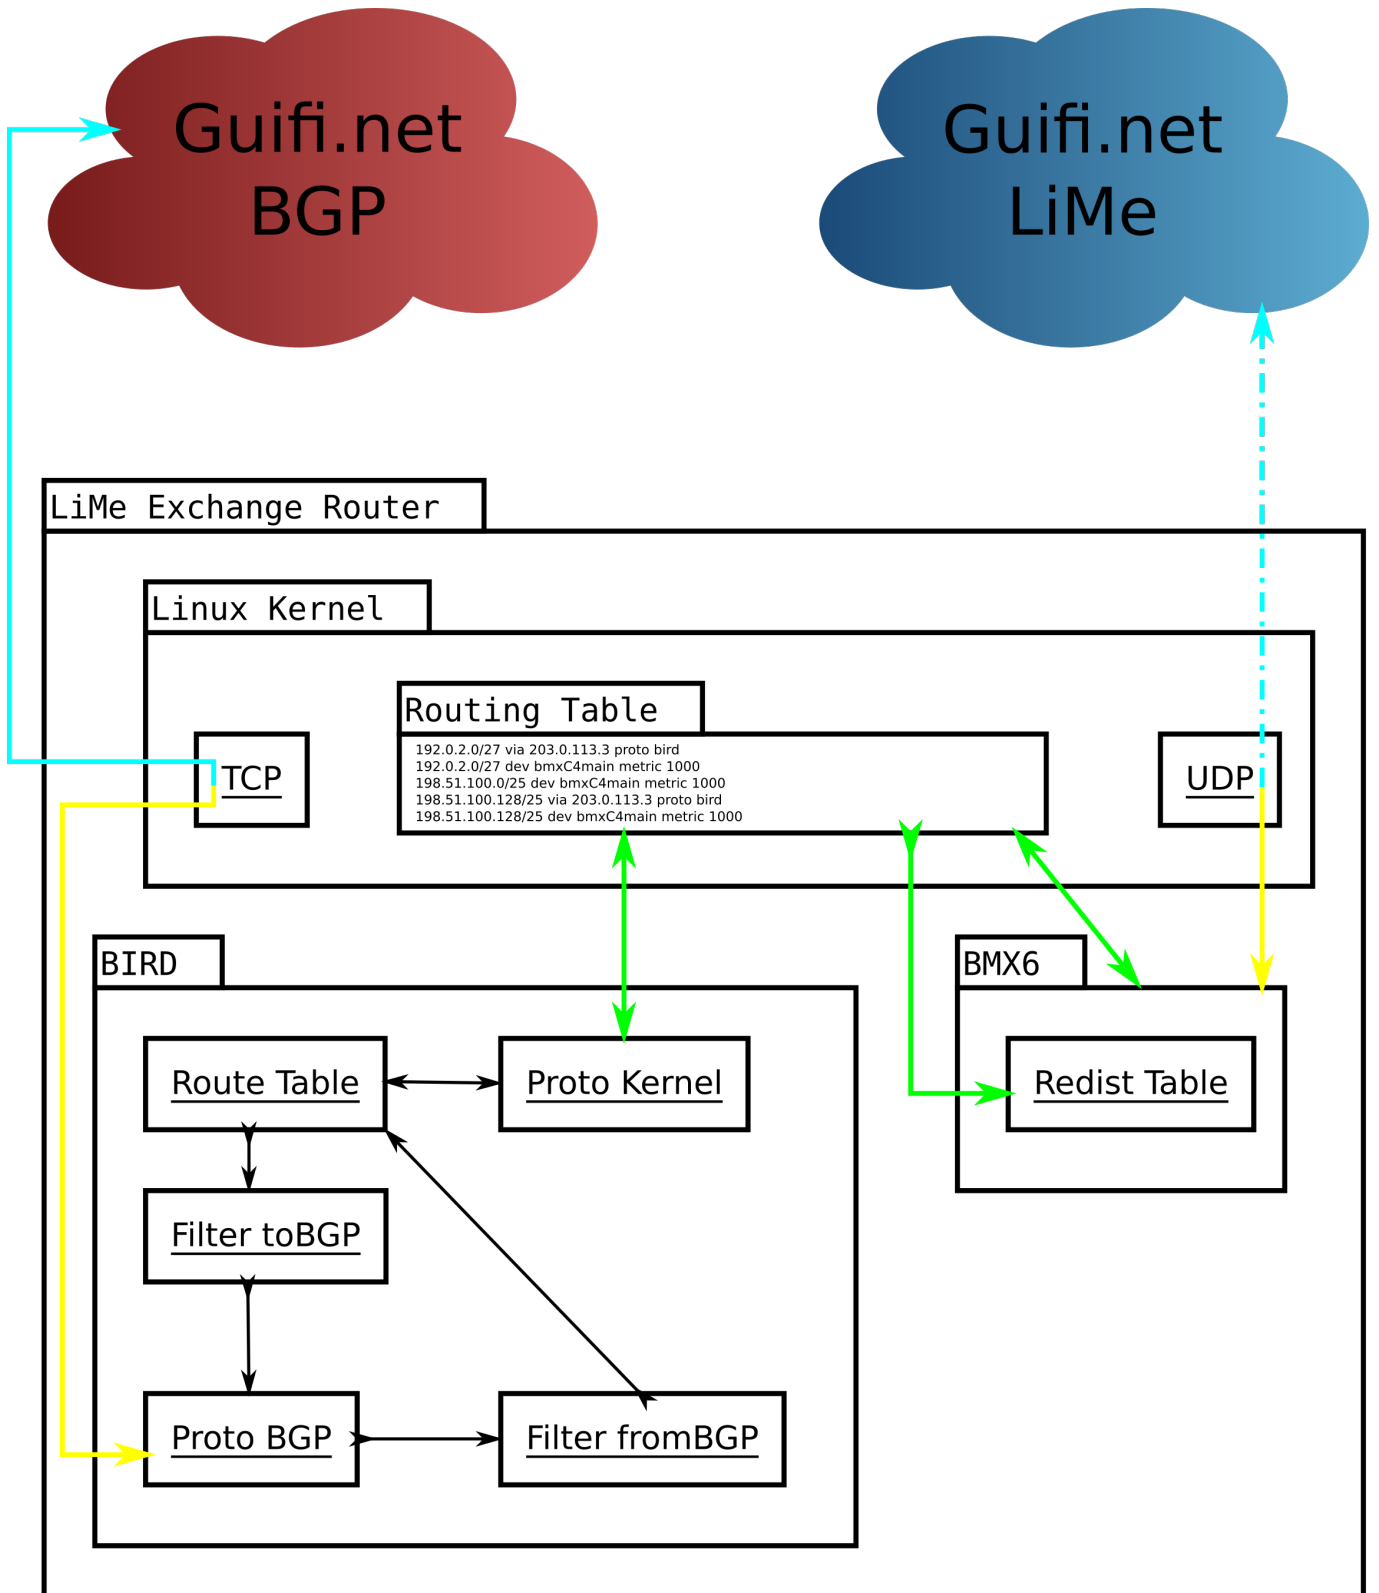 Guifi.net
BGP
Guifi.net
LiMe
LiMe Exchange Router
Linux Kernel
Routing Table
192.0.2.0/27 via 203.0.113.3 proto bird
192.0.2.0/27 dev bmxC4main metric 1000
198.51.100.0/25 dev bmxC4main metric 1000
198.51.100.128/25 via 203.0.113.3 proto bird
198.51.100.128/25 dev bmxC4main metric 1000
TCP
UDP
BIRD
BMX6
Route Table
Proto Kernel
Redist Table
Filter toBGP
Proto BGP
Filter fromBGP